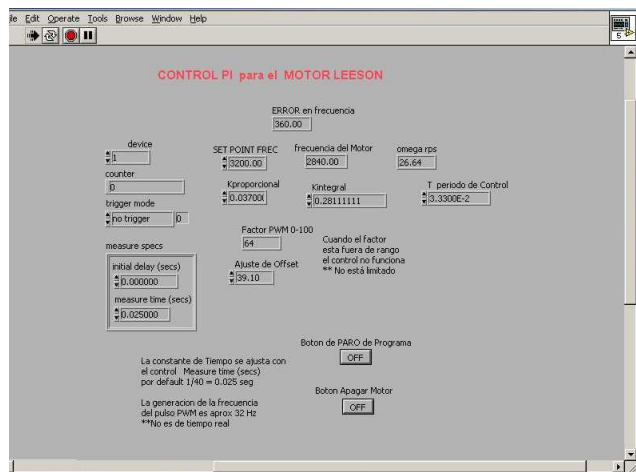 ile Edit Operate Tools Browse Window Help
5
CONTROL PI para el MOTOR LEESON
ERROR en frecuencia
360.00
device
1
SET POINT FREC
3200.00
frecuencia del Motor
2840.00
omega rps
26.64
counter
0
Kproporcional
0.03700
Kintegral
0.28111111
T periodo de Control
3.3300E-2
trigger mode
no trigger 0
Factor PWM 0-100
64
Cuando el factor
esta fuera de rango
el control no funciona
** No está limitado
measure specs
initial delay (secs)
0.000000
measure time (secs)
0.025000
Ajuste de Offset
39.10
Boton de PARO de Programa
OFF
La constante de Tiempo se ajusta con
el control Measure time (secs)
por default 1/40 = 0.025 seg
Boton Apagar Motor
OFF
La generacion de la frecuencia
del pulso PWM es aprox 32 Hz
**No es de tiempo real